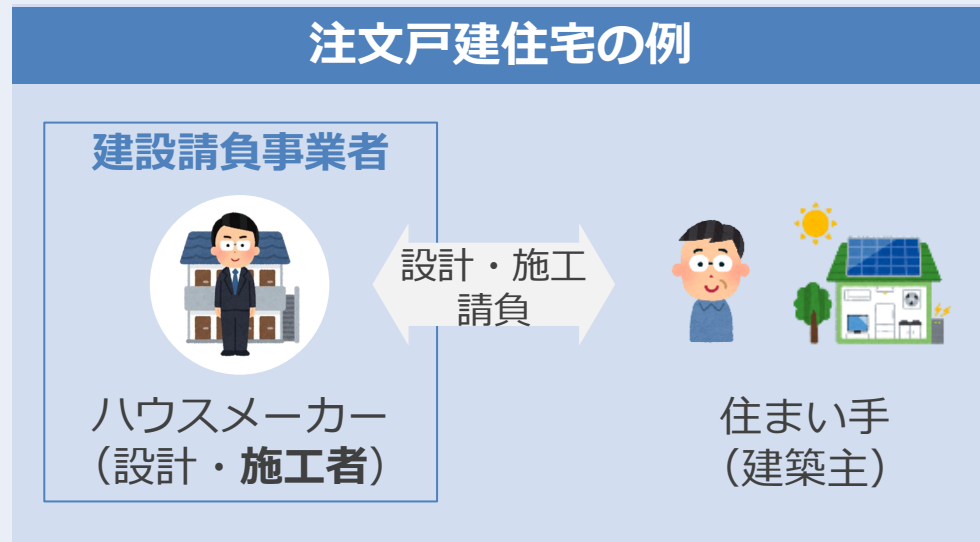 注文戸建住宅の例
建設請負事業者
設計・施工
請負
ハウスメーカー
（設計・施工者）
住まい手
（建築主）